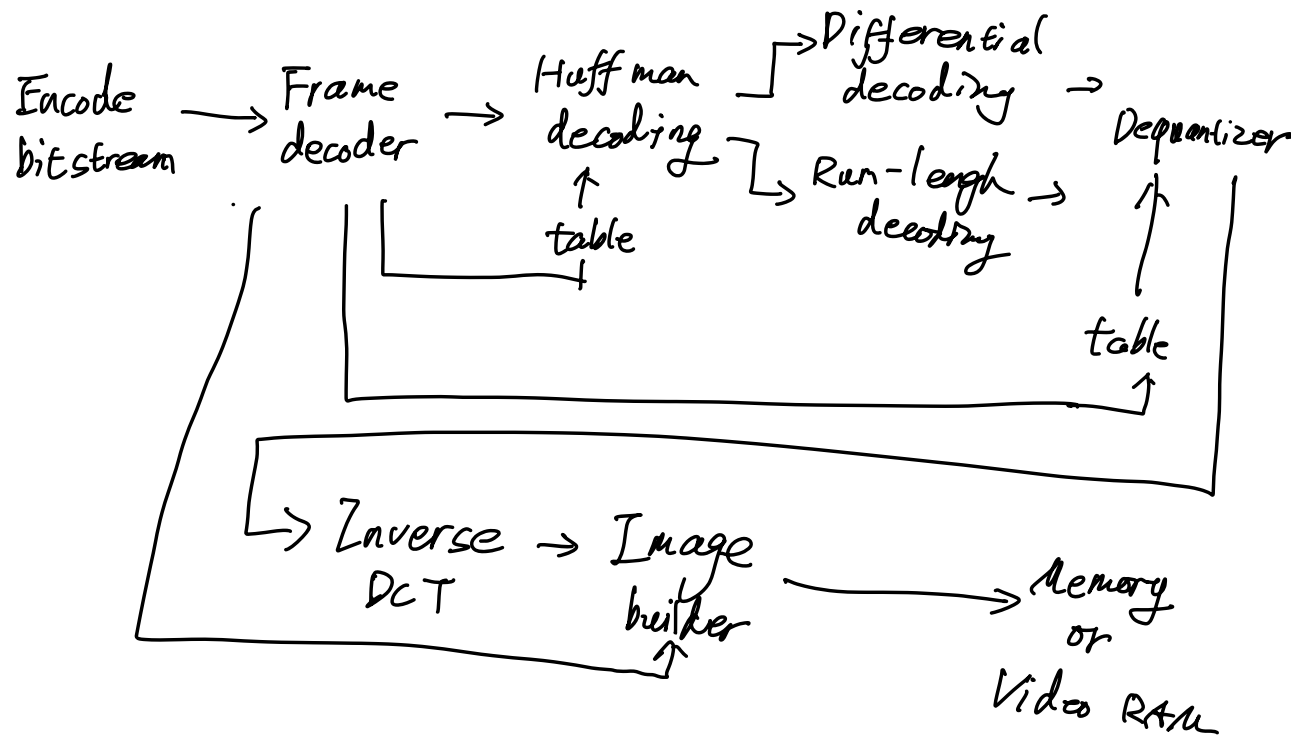 Encode
bitstream
Frame
decoder
Huffman
decoding
table
Differential
decoding
Run-lengh
decoding
Dequantizer
table
Inverse
DCT
Image
builder
Memory
or
Video RAM